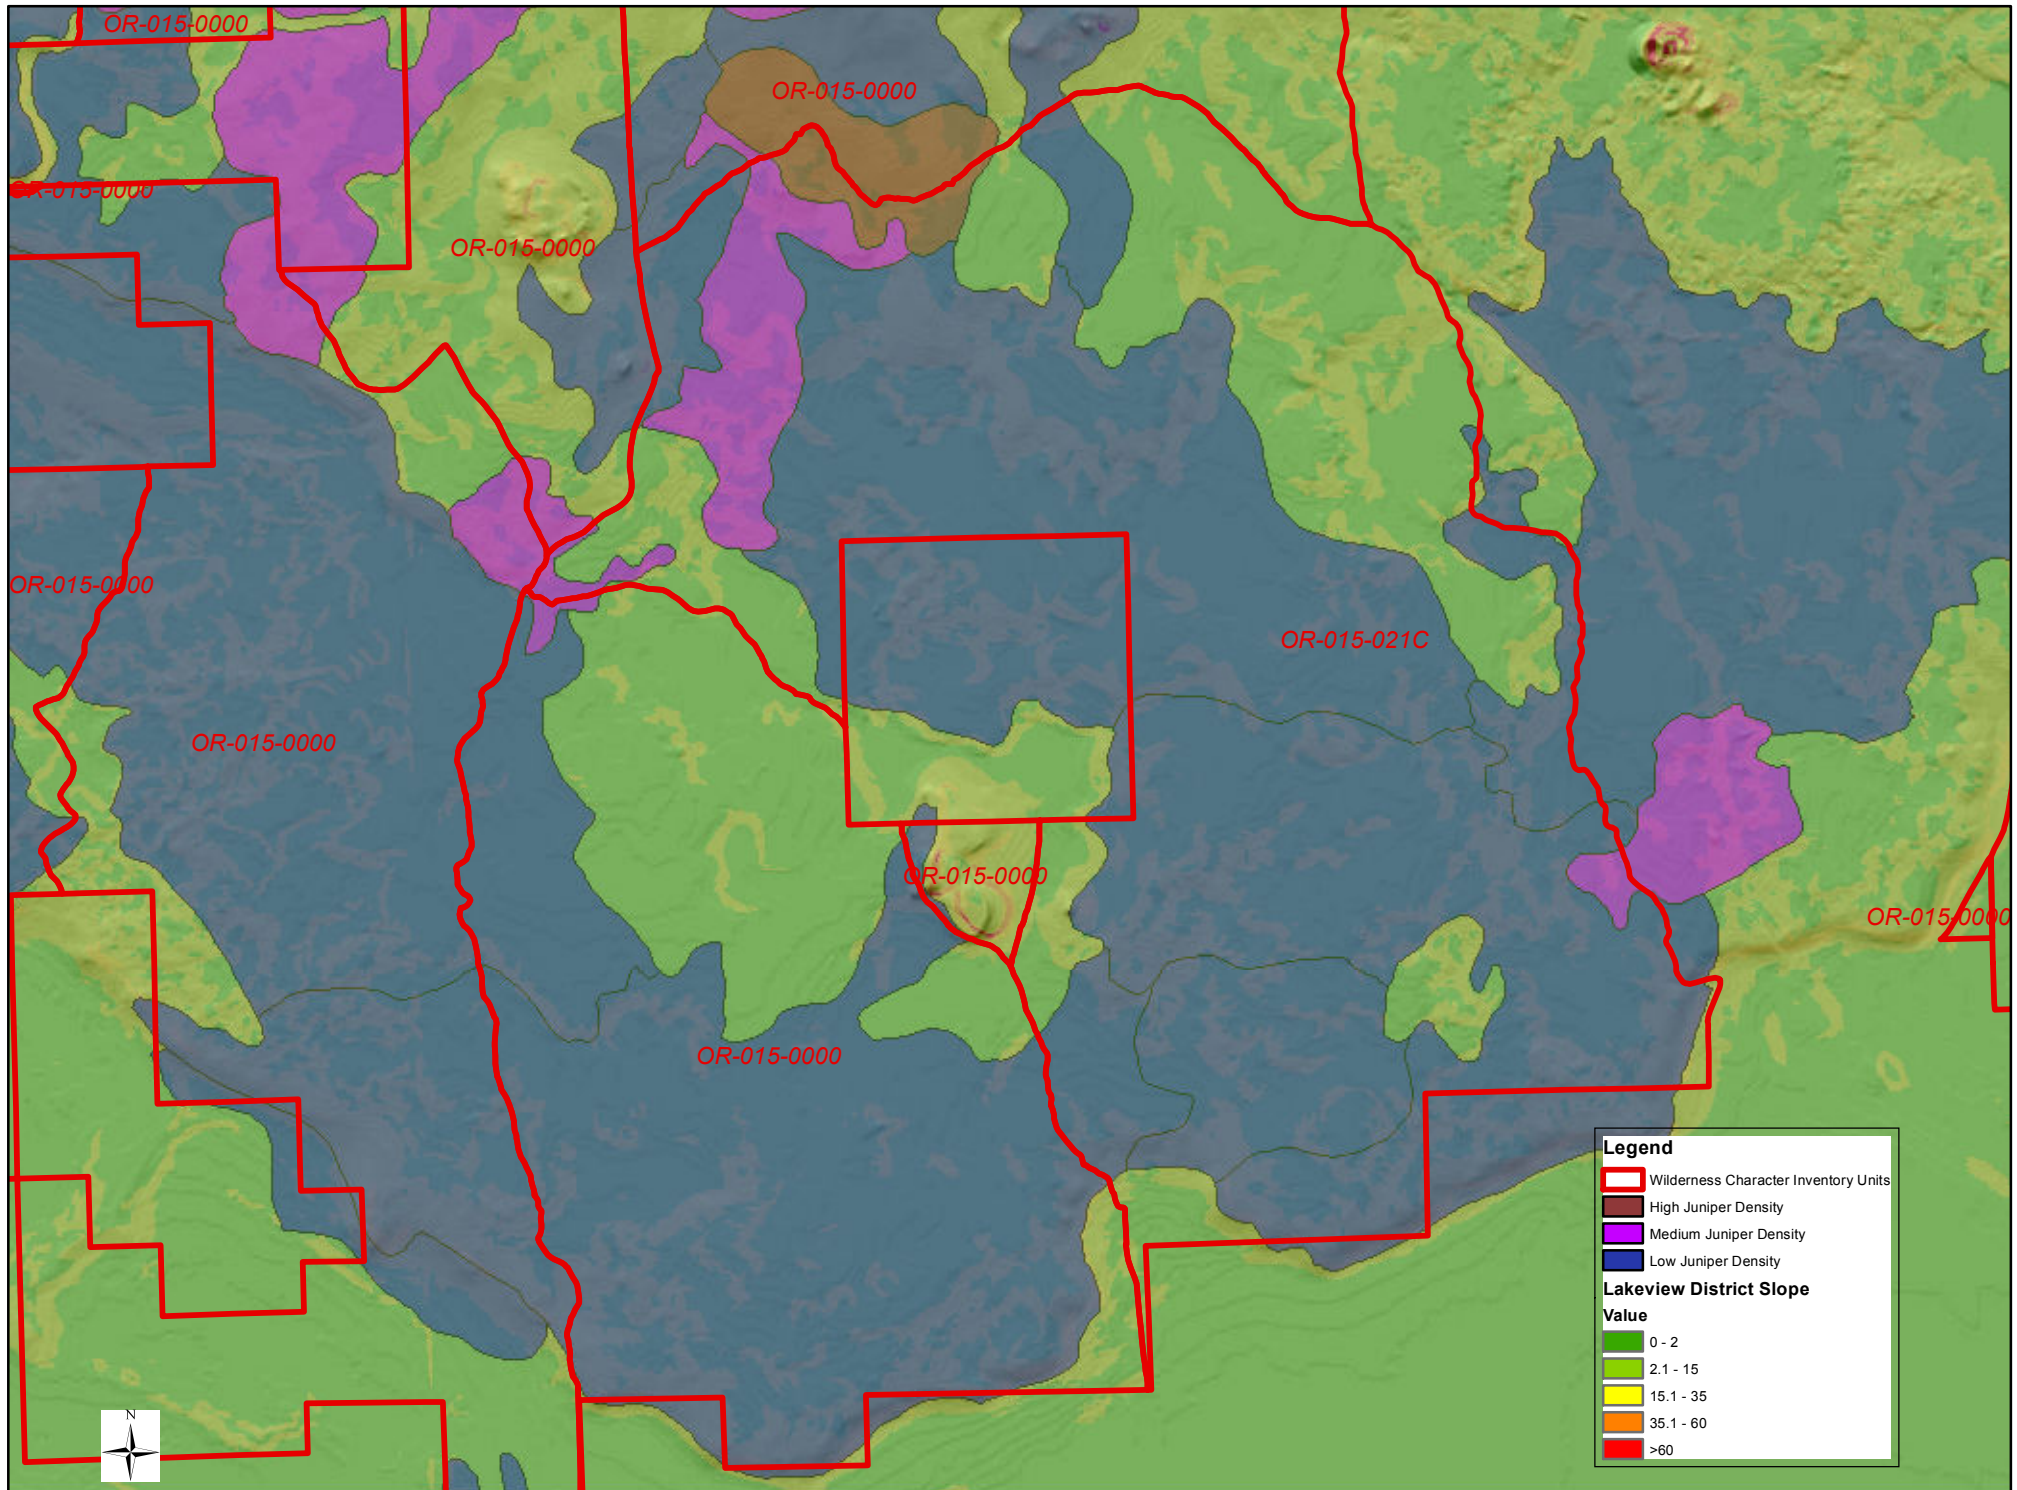 OR-015-0000
OR-015-0000
OR-015-0000
OR-015-0000
OR-015-0000
OR-015-021C
OR-015-0000
OR-015-0000
OR-015-0000
OR-015-0000
Legend
Wilderness Character Inventory Units
High Juniper Density
Medium Juniper Density
Low Juniper Density
Lakeview District Slope
Value
0 - 2
2.1 - 15
15.1 - 35
35.1 - 60
>60
N